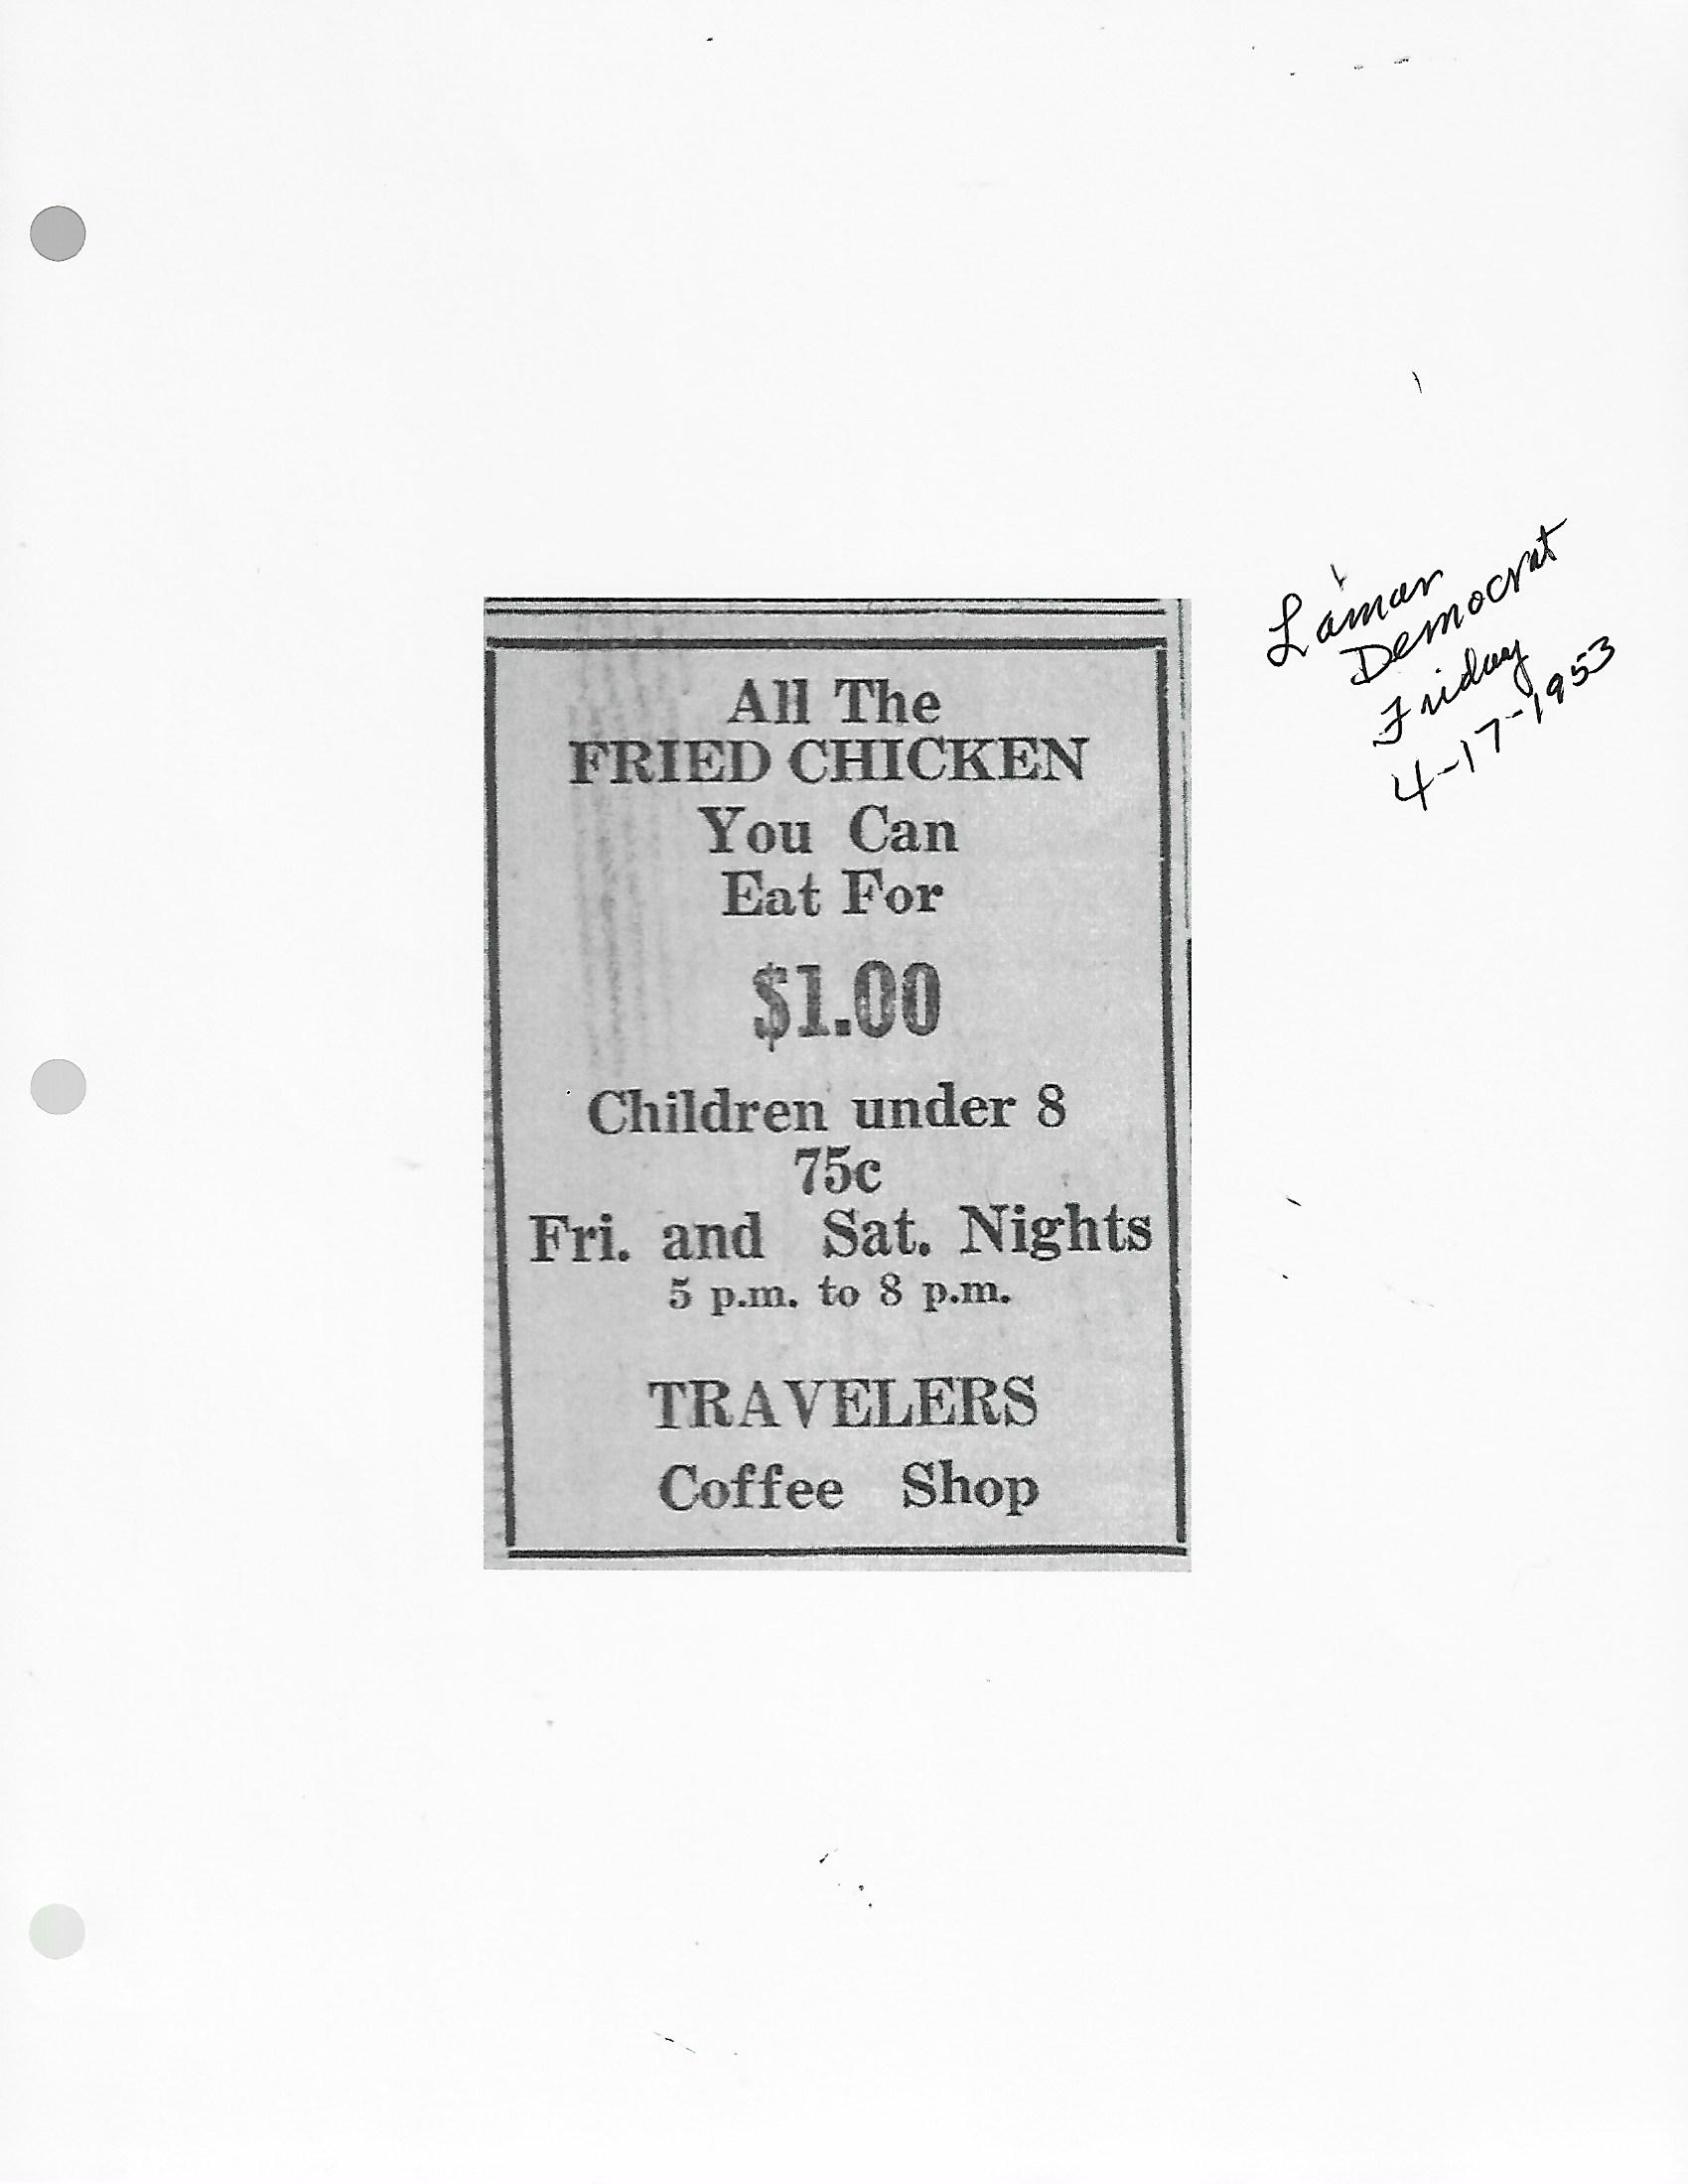 Lamar
Democrat
Friday
4-17-1953
All The
FRIED CHICKEN
You Can
Eat For
$1.00
Children under 8
75c
Fri. and Sat. Nights
5 p.m. to 8 p.m.
TRAVELERS
Coffee Shop